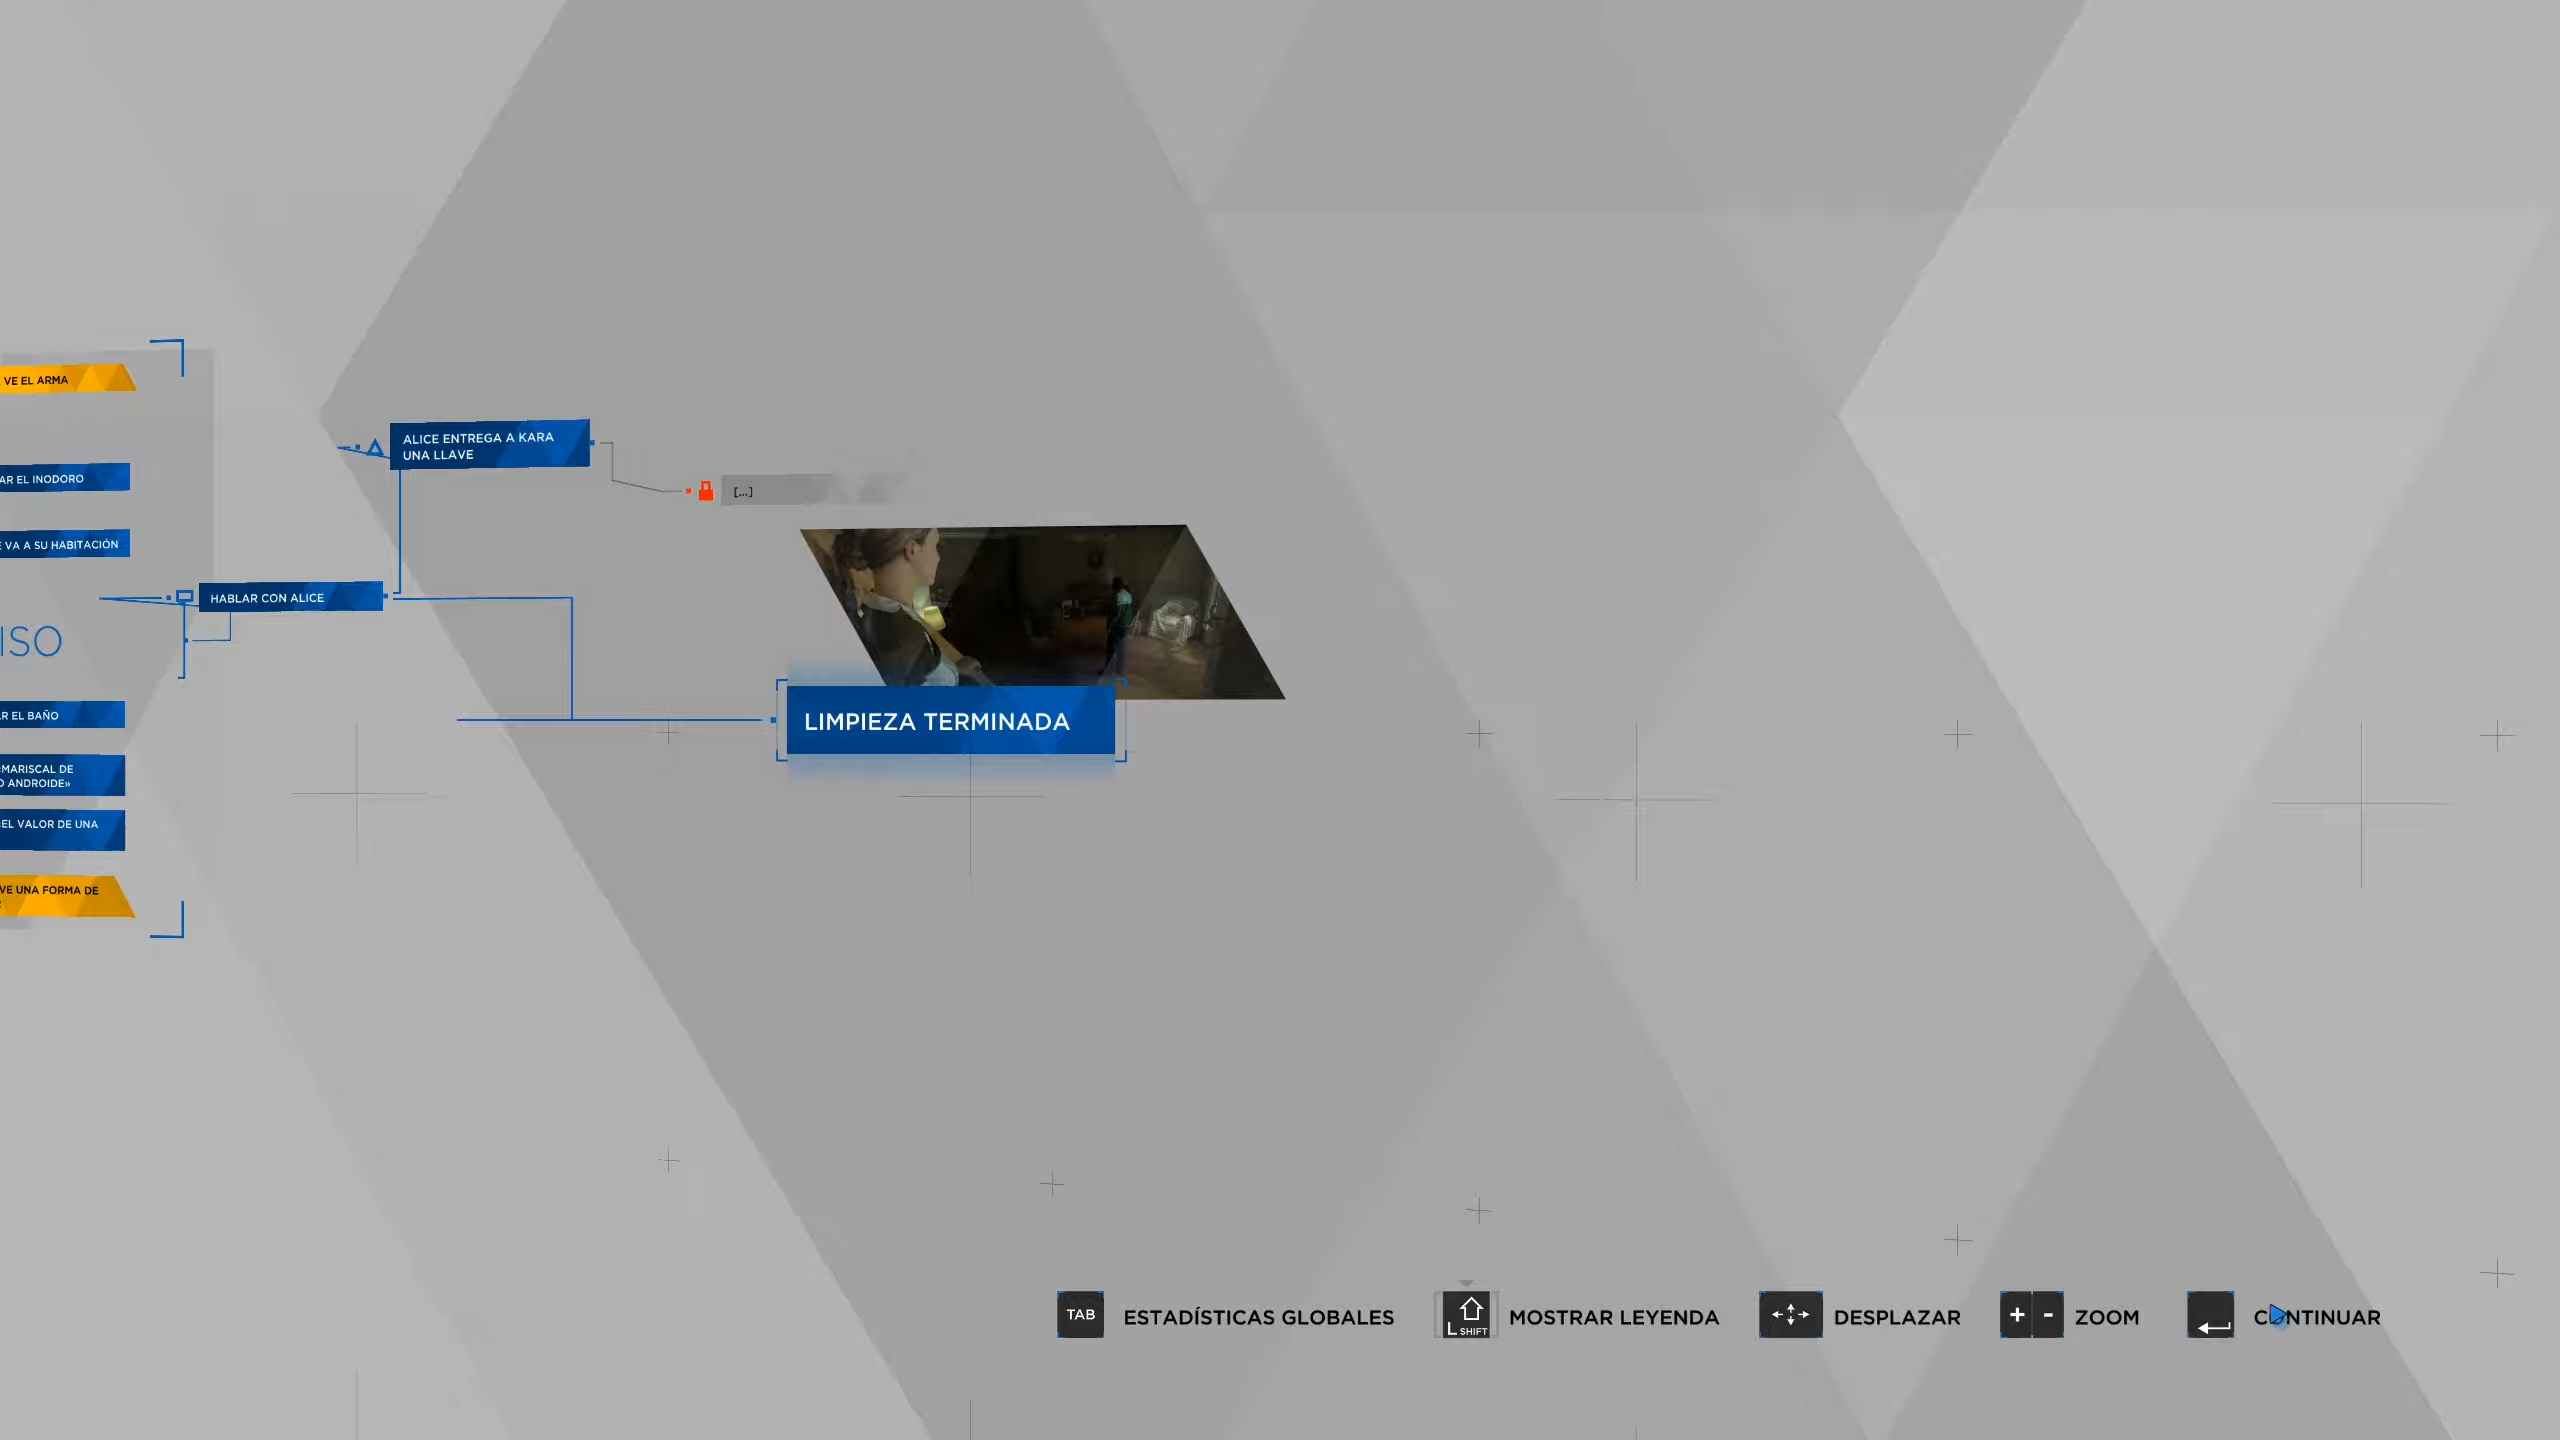 VE EL ARMA
ALICE ENTREGA A KARA
UNA LLAVE
AR EL INODORO
[...]
E VA A SU HABITACIÓN
HABLAR CON ALICE
ISO
AR EL BAÑO
LIMPIEZA TERMINADA
«MARISCAL DE
O ANDROIDE»
EL VALOR DE UNA
VE UNA FORMA DE
TAB ESTADÍSTICAS GLOBALES
L SHIFT MOSTRAR LEYENDA
DESPLAZAR
+ - ZOOM
CONTINUAR